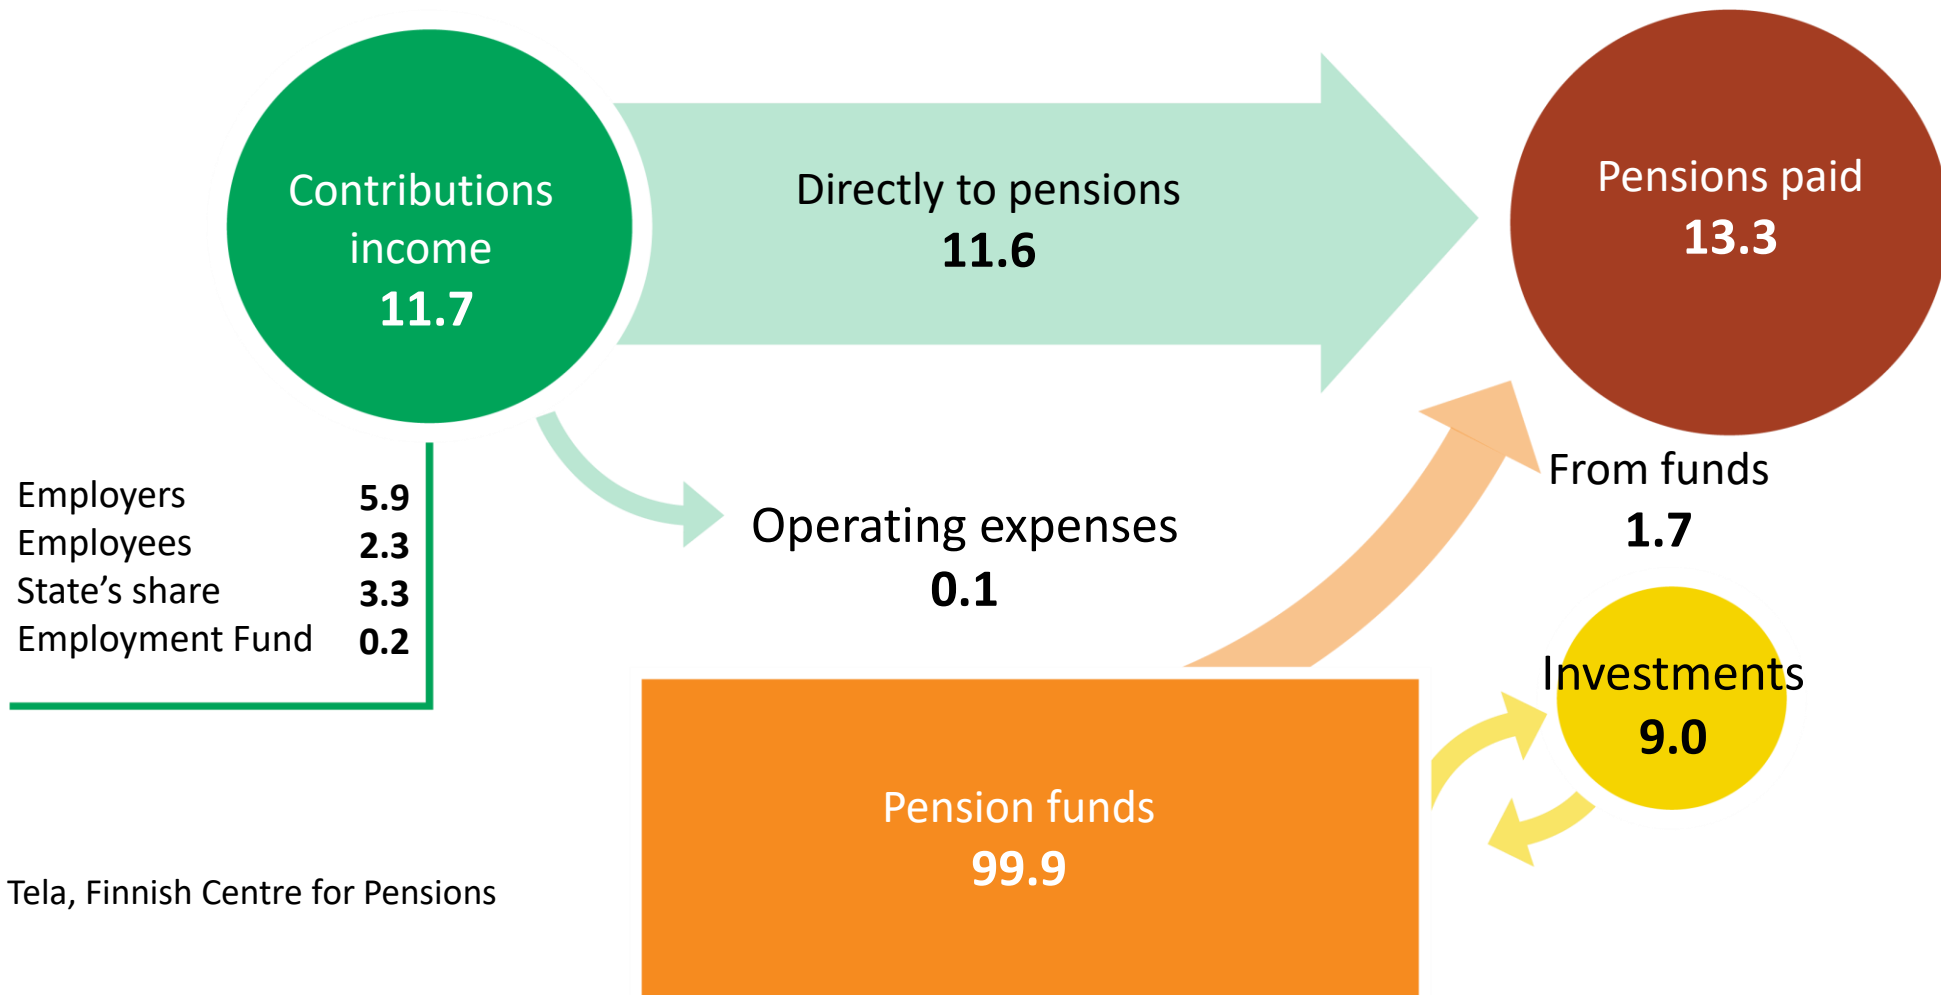 Contributions
income
11.7
Directly to pensions
11.6
Pensions paid
13.3
Employers 5.9
Employees 2.3
State’s share 3.3
Employment Fund 0.2
Operating expenses
0.1
From funds
1.7
Investments
9.0
Pension funds
99.9
Tela, Finnish Centre for Pensions